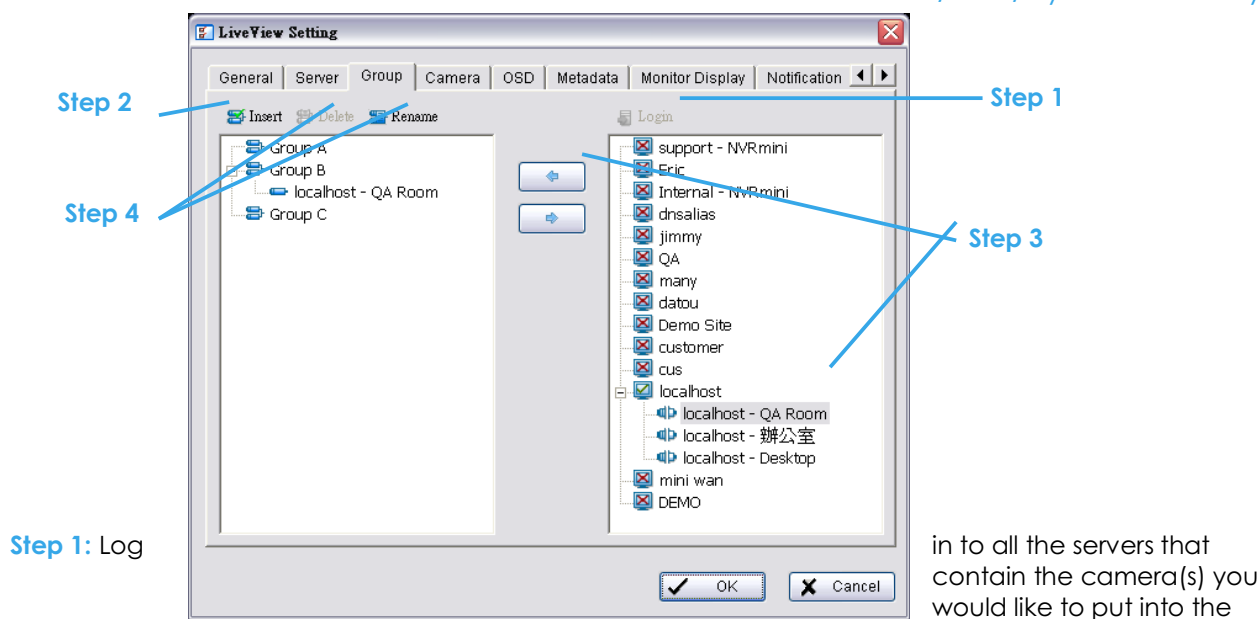 LiveView Setting
General Server Group Camera OSD Metadata Monitor Display Notification
Step 2
Step 1
Insert Delete Rename
Login
Group A
Group B
localhost - QA Room
Group C
Step 4
support - NVRmini
Eric
Internal - NVRmini
dnsalias
jimmy
QA
many
datou
Demo Site
customer
cus
localhost
localhost - QA Room
localhost - 辦公室
localhost - Desktop
mini wan
DEMO
Step 3
Step 1: Log in to all the servers that
contain the camera(s) you
would like to put into the
OK Cancel